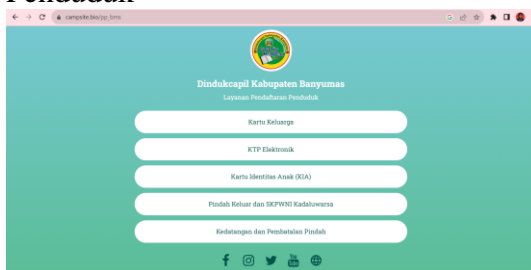 campsite.bio/pp_bms
Dindukcapil Kabupaten Banyumas
Layanan Pendaftaran Penduduk
Kartu Keluarga
KTP Elektronik
Kartu Identitas Anak (KIA)
Pindah Keluar dan SKPWNI Kadaluwarsa
Kedatangan dan Pembatalan Pindah